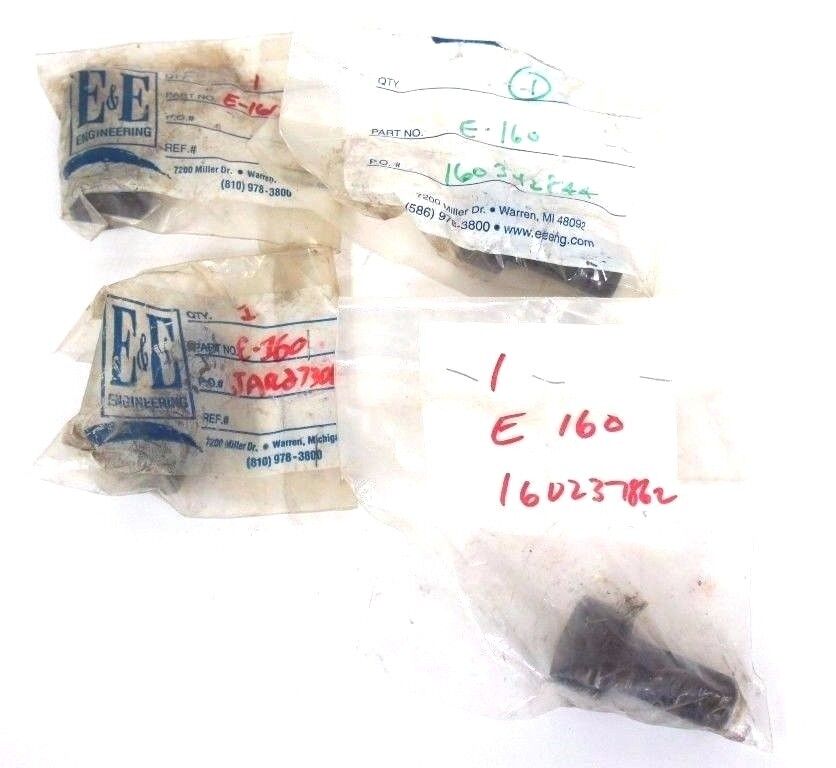 E&E
ENGINEERING
QTY. 1
PART NO. E-160
P.O.#
REF.#
7200 Miller Dr. • Warren,
(810) 978-3800
QTY 1
PART NO. E-160
P.O. #
7200 Miller Dr. • Warren, MI 48092
(586) 978-3800 • www.eeeng.com
E&E
ENGINEERING
QTY. 1
PART NO. E-160
P.O.#
REF.#
7200 Miller Dr. • Warren, Michiga
(810) 978-3800
1
E 160
160237862